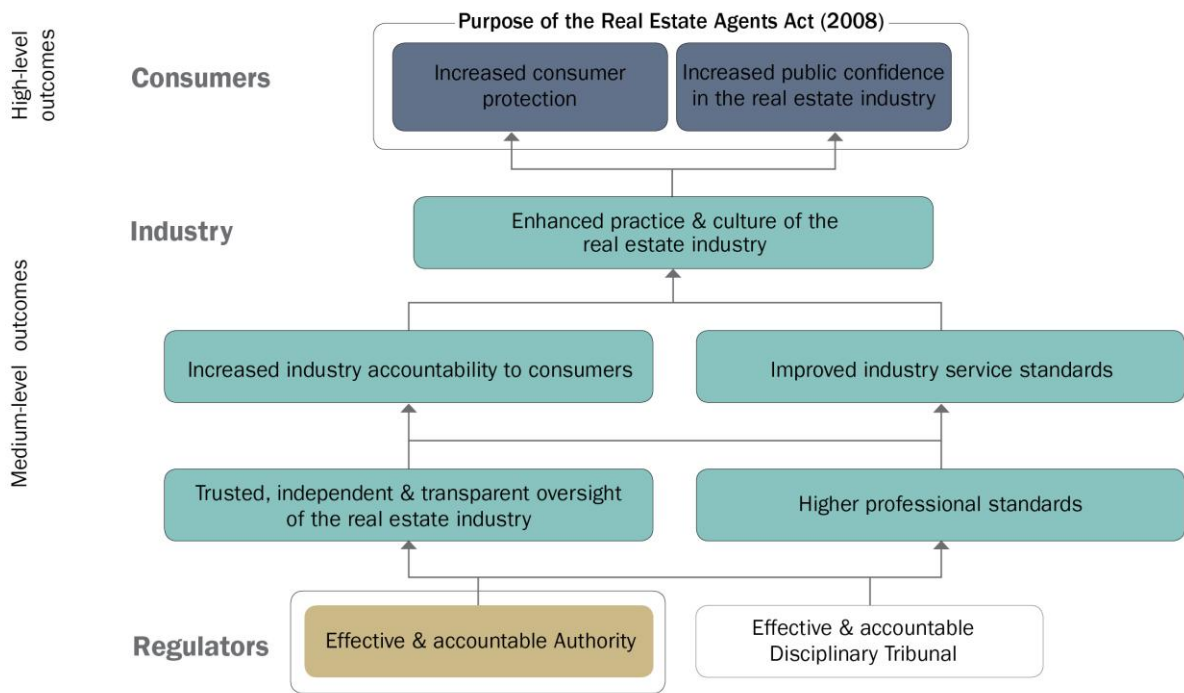 Purpose of the Real Estate Agents Act (2008)
High-level
outcomes
Consumers
Increased consumer
protection
Increased public confidence
in the real estate industry
Industry
Enhanced practice & culture of the
real estate industry
Medium-level outcomes
Increased industry accountability to consumers
Improved industry service standards
Trusted, independent & transparent oversight
of the real estate industry
Higher professional standards
Regulators
Effective & accountable Authority
Effective & accountable
Disciplinary Tribunal